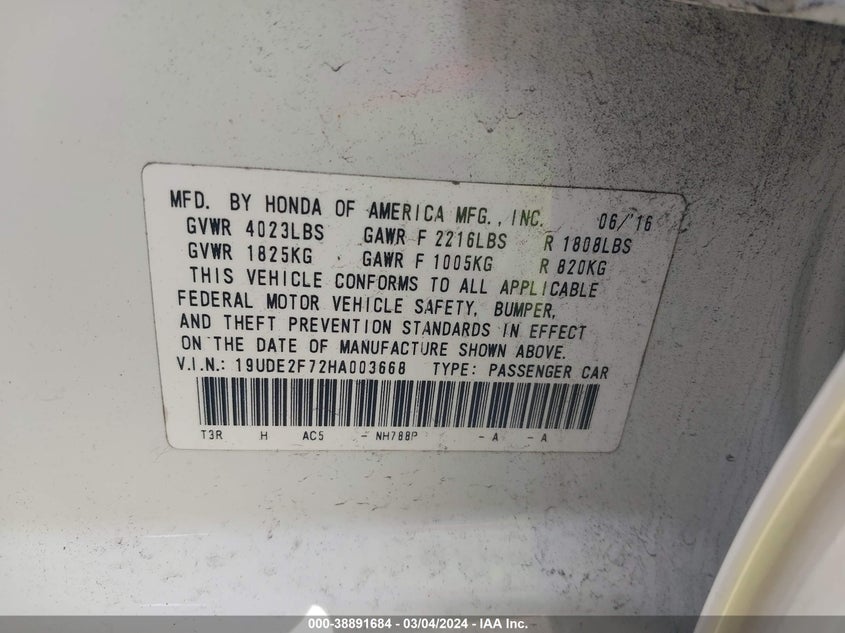 MFD. BY HONDA OF AMERICA MFG., INC. 06/'16
GVWR 4023LBS GAWR F 2216LBS R 1808LBS
GVWR 1825KG GAWR F 1005KG R 820KG
THIS VEHICLE CONFORMS TO ALL APPLICABLE
FEDERAL MOTOR VEHICLE SAFETY, BUMPER,
AND THEFT PREVENTION STANDARDS IN EFFECT
ON THE DATE OF MANUFACTURE SHOWN ABOVE.
V.I.N.: 19UDE2F72HA003668 TYPE: PASSENGER CAR
T3R H AC5 - NH788P - A - A
000-38891684 - 03/04/2024 - IAA Inc.